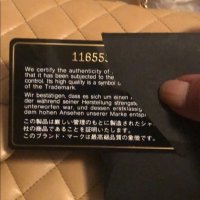 118553
We certify the authenticity of
that it has been subjected to the
control. Its high quality is a symbol
of the Trademark.
Wir bestätigen, dass es sich um einen
der während seiner Herstellung strengste
unterworfen war, und dessen erstklassige
dem hohen Ansehen unserer Marke entsp
この製品は厳しい管理のもとに製造されたシャ
社の商品であることを証明いたします。
このブランド・マークは最高級品質の象徴で